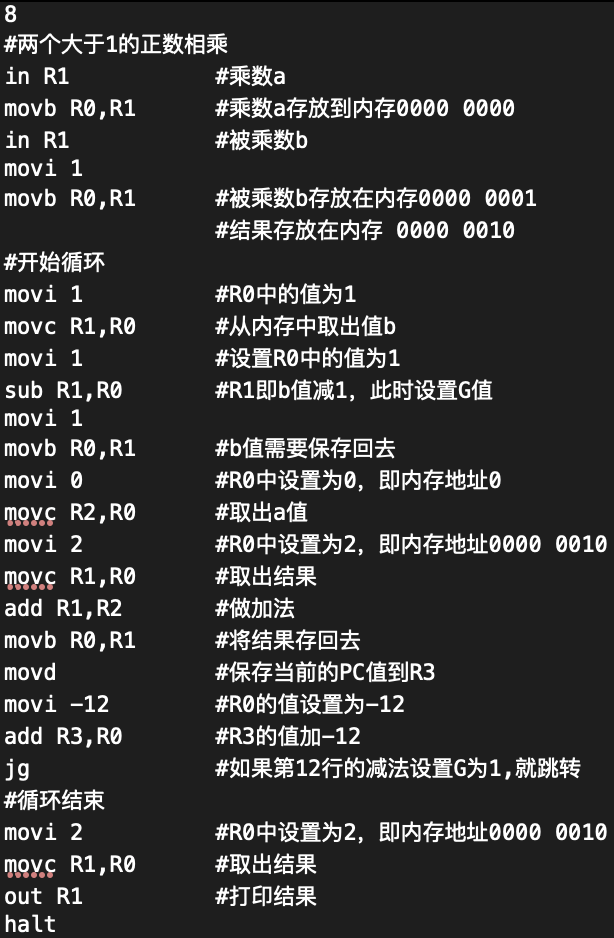 8
#两个大于1的正数相乘
in R1 #乘数a
movb R0,R1 #乘数a存放到内存0000 0000
in R1 #被乘数b
movi 1
movb R0,R1 #被乘数b存放在内存0000 0001
#结果存放在内存 0000 0010
#开始循环
movi 1 #R0中的值为1
movc R1,R0 #从内存中取出值b
movi 1 #设置R0中的值为1
sub R1,R0 #R1即b值减1，此时设置G值
movi 1
movb R0,R1 #b值需要保存回去
movi 0 #R0中设置为0，即内存地址0
movc R2,R0 #取出a值
movi 2 #R0中设置为2，即内存地址0000 0010
movc R1,R0 #取出结果
add R1,R2 #做加法
movb R0,R1 #将结果存回去
movd #保存当前的PC值到R3
movi -12 #R0的值设置为-12
add R3,R0 #R3的值加-12
jg #如果第12行的减法设置G为1,就跳转
#循环结束
movi 2 #R0中设置为2，即内存地址0000 0010
movc R1,R0 #取出结果
out R1 #打印结果
halt